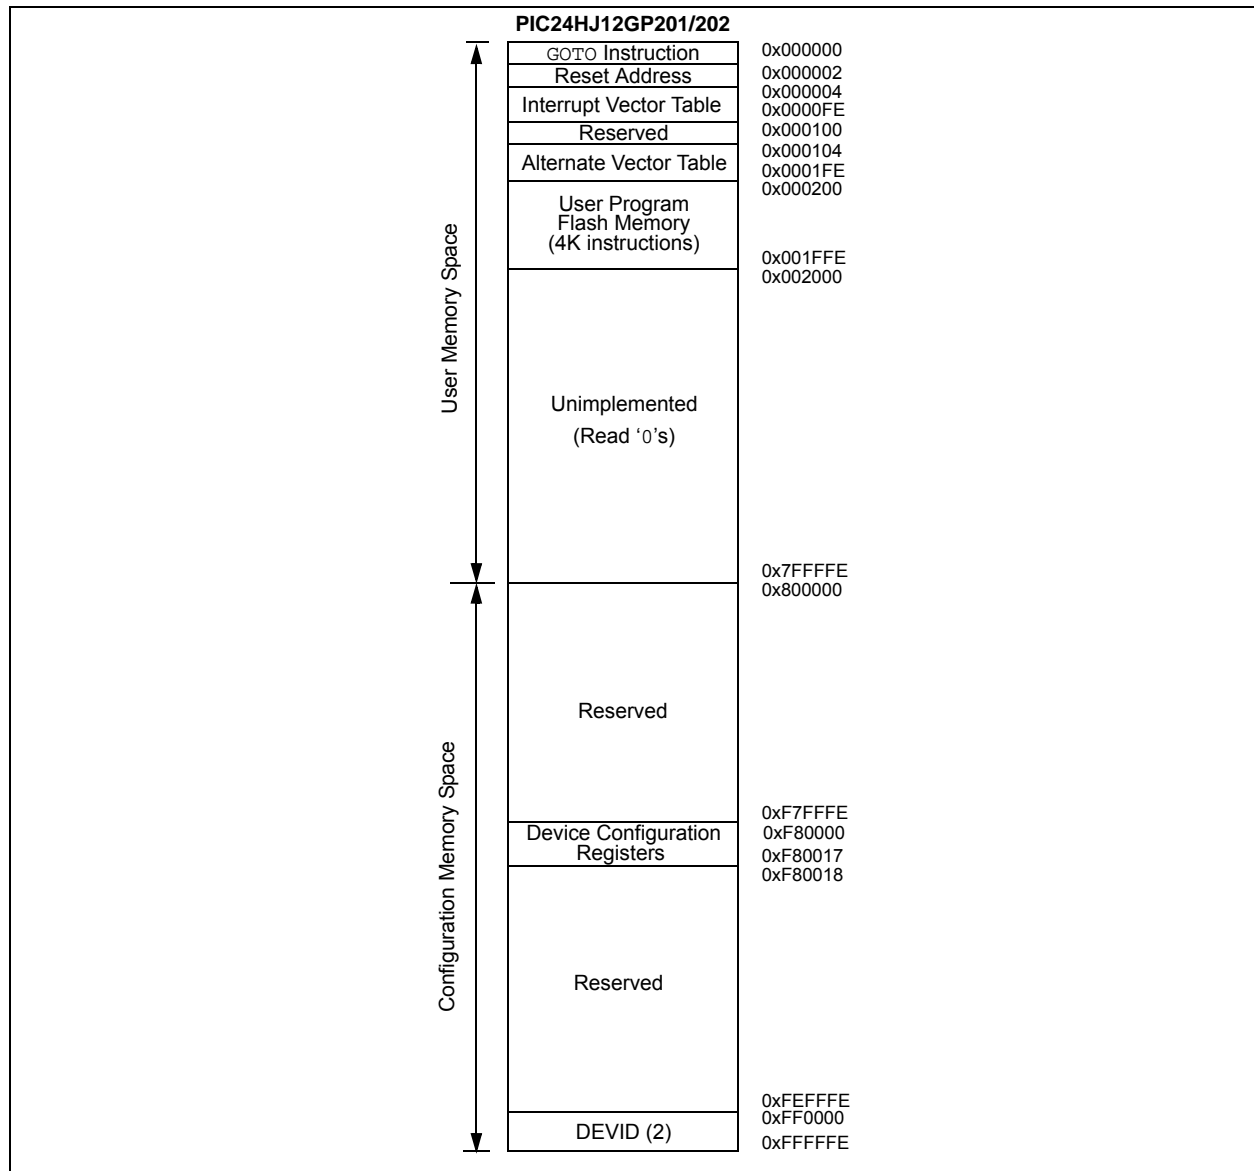 PIC24HJ12GP201/202
GOTO Instruction
0x000000
Reset Address
0x000002
Interrupt Vector Table
0x000004
0x0000FE
Reserved
0x000100
Alternate Vector Table
0x000104
0x0001FE
User Program
Flash Memory
(4K instructions)
0x000200
0x001FFE
User Memory Space
0x002000
Unimplemented
(Read ‘0’s)
0x7FFFFE
0x800000
Reserved
0xF7FFFE
Configuration Memory Space
Device Configuration
Registers
0xF80000
0xF80017
0xF80018
Reserved
0xFEFFFE
0xFF0000
DEVID (2)
0xFFFFFE